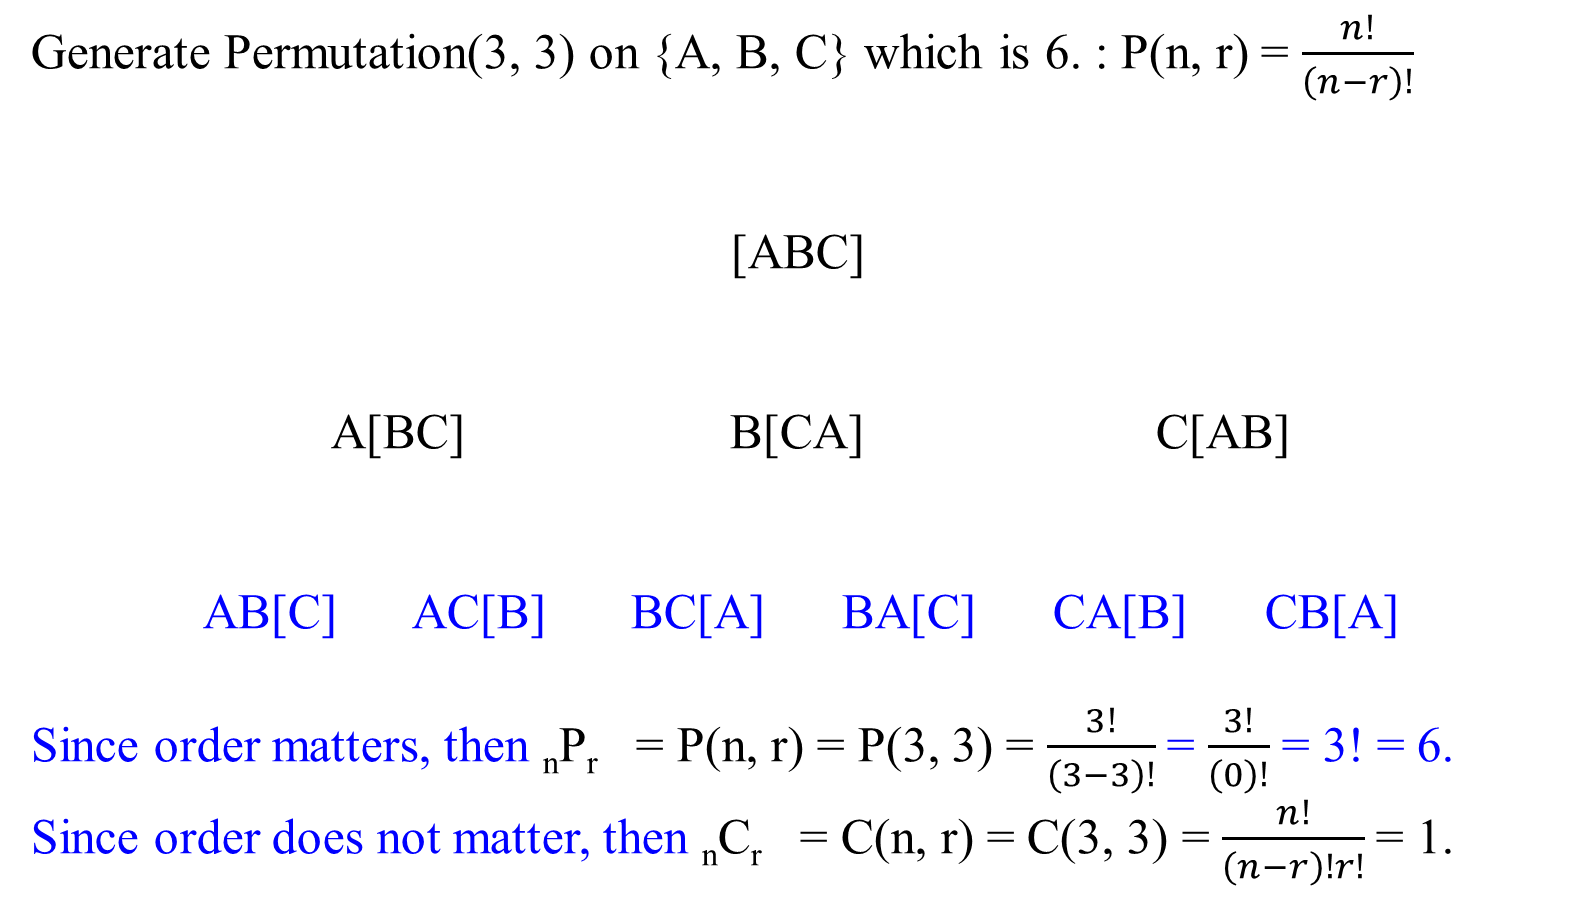 Generate Permutation(3, 3) on {A, B, C} which is 6. : P(n, r) = n!/(n−r)!
[ABC]
A[BC] B[CA] C[AB]
AB[C] AC[B] BC[A] BA[C] CA[B] CB[A]
Since order matters, then nPr = P(n, r) = P(3, 3) = 3!/(3−3)! = 3!/(0)! = 3! = 6.
Since order does not matter, then nCr = C(n, r) = C(3, 3) = n!/(n−r)!r! = 1.